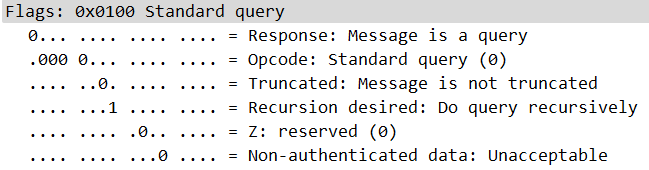 Flags: 0x0100 Standard query
0... .... .... .... = Response: Message is a query
.000 0... .... .... = Opcode: Standard query (0)
.... ..0. .... .... = Truncated: Message is not truncated
.... ...1 .... .... = Recursion desired: Do query recursively
.... .... .0.. .... = Z: reserved (0)
.... .... ...0 .... = Non-authenticated data: Unacceptable